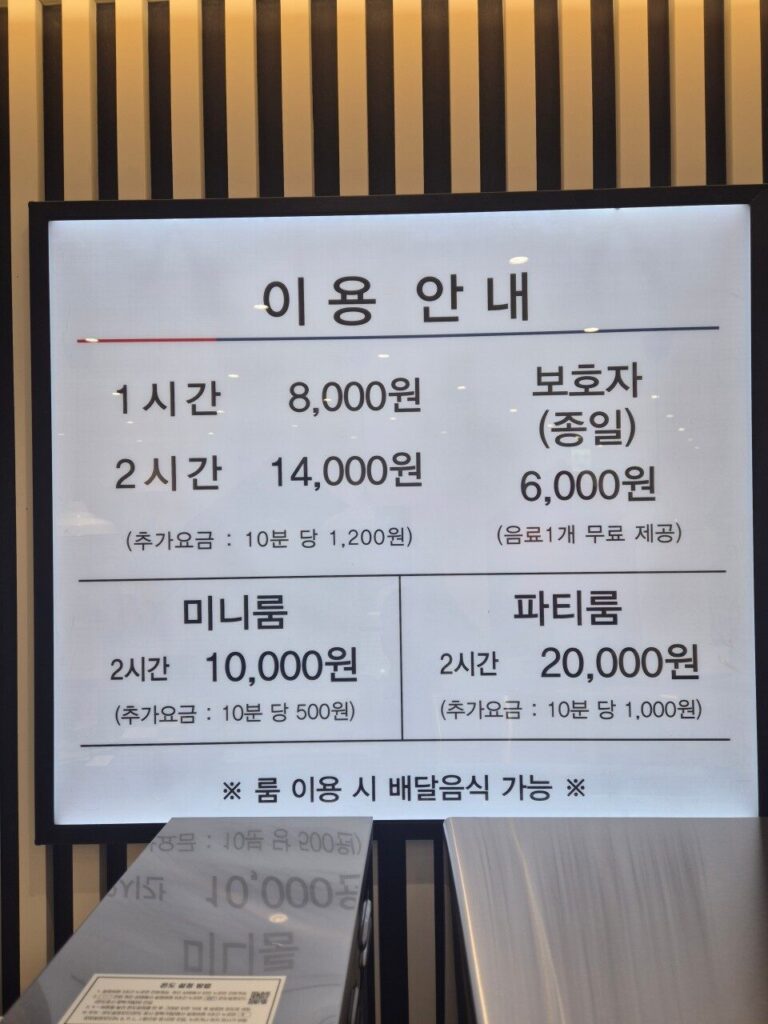 이용 안내
1시간 8,000원
2시간 14,000원
(추가요금 : 10분 당 1,200원)
보호자
(종일)
6,000원
(음료1개 무료 제공)
미니룸
2시간 10,000원
(추가요금 : 10분 당 500원)
파티룸
2시간 20,000원
(추가요금 : 10분 당 1,000원)
※ 룸 이용 시 배달음식 가능 ※